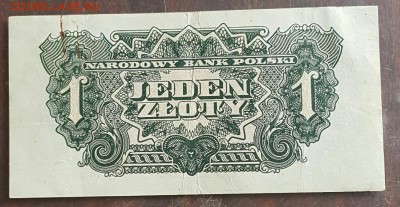 NARODOWY BANK POLSKI
1 JEDEN 1
ZŁOTY